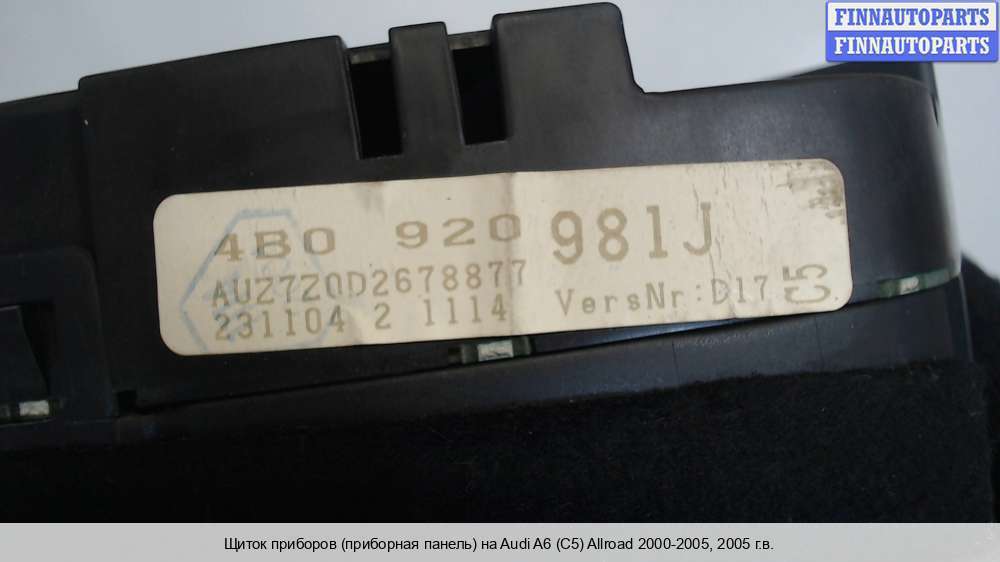 FINNAUTOPARTS
FINNAUTOPARTS
4B0 920 981J
AUZ7Z0D2678877
231104 2 1114 VersNr:D17
C5
Щиток приборов (приборная панель) на Audi A6 (C5) Allroad 2000-2005, 2005 г.в.